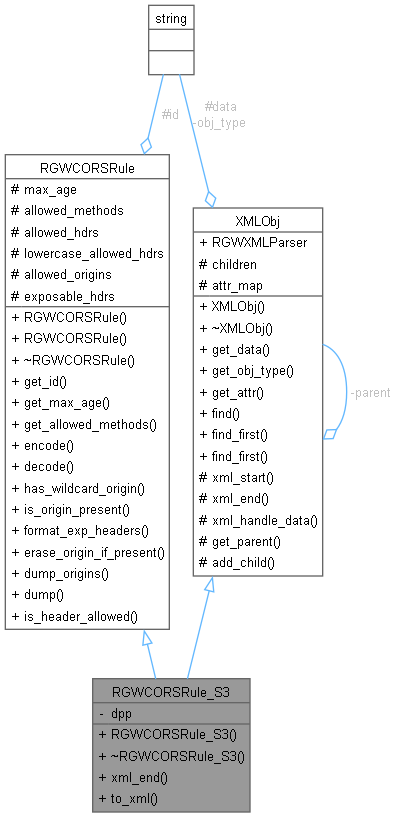 string
#id
#data
-obj_type
RGWCORSRule
# max_age
# allowed_methods
# allowed_hdrs
# lowercase_allowed_hdrs
# allowed_origins
# exposable_hdrs
+ RGWCORSRule()
+ RGWCORSRule()
+ ~RGWCORSRule()
+ get_id()
+ get_max_age()
+ get_allowed_methods()
+ encode()
+ decode()
+ has_wildcard_origin()
+ is_origin_present()
+ format_exp_headers()
+ erase_origin_if_present()
+ dump_origins()
+ dump()
+ is_header_allowed()
XMLObj
+ RGWXMLParser
# children
# attr_map
+ XMLObj()
+ ~XMLObj()
+ get_data()
+ get_obj_type()
+ get_attr()
+ find()
+ find_first()
+ find_first()
# xml_start()
# xml_end()
# xml_handle_data()
# get_parent()
# add_child()
-parent
RGWCORSRule_S3
- dpp
+ RGWCORSRule_S3()
+ ~RGWCORSRule_S3()
+ xml_end()
+ to_xml()